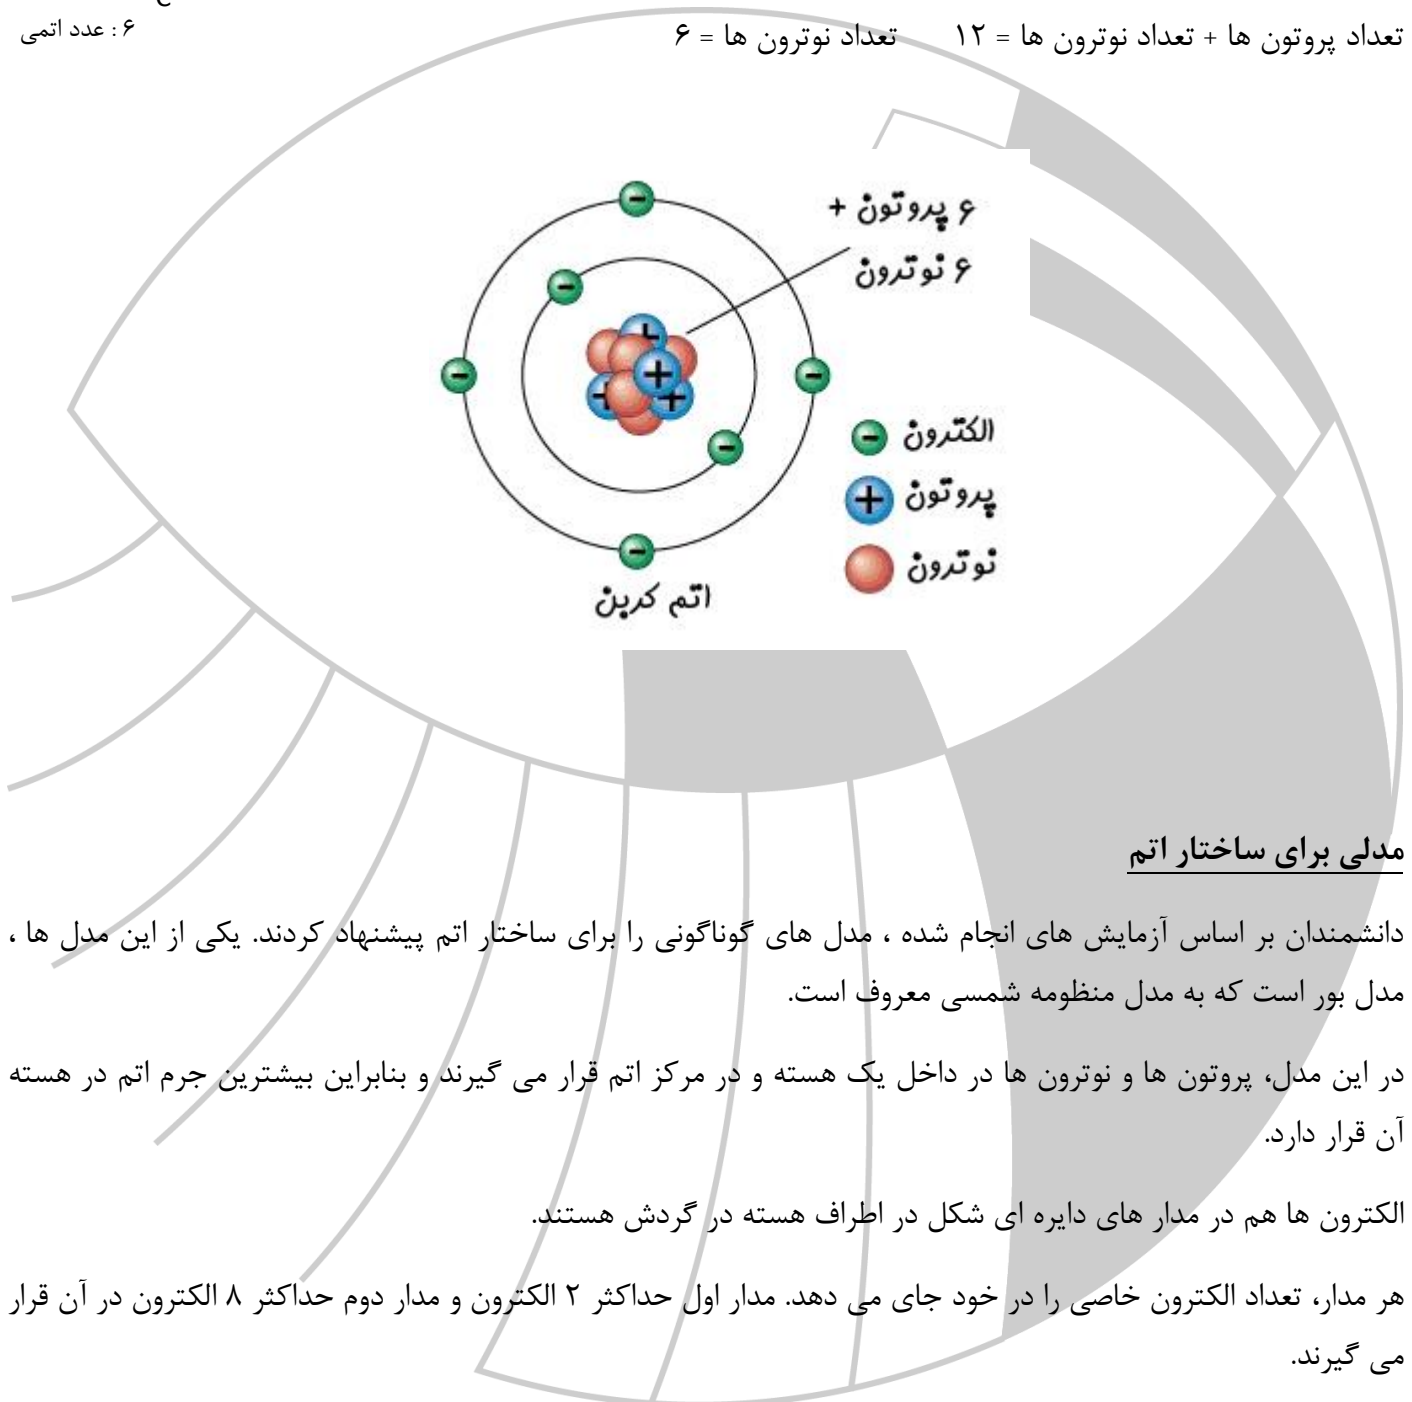 تعداد پروتون ها + تعداد نوترون ها = ۱۲ تعداد نوترون ها = ۶
۶ : عدد اتمی
۶ پروتون +
۶ نوترون
الکترون
پروتون
نوترون
اتم کربن
مدلی برای ساختار اتم
دانشمندان بر اساس آزمایش های انجام شده ، مدل های گوناگونی را برای ساختار اتم پیشنهاد کردند. یکی از این مدل ها ،
مدل بور است که به مدل منظومه شمسی معروف است.
در این مدل، پروتون ها و نوترون ها در داخل یک هسته و در مرکز اتم قرار می گیرند و بنابراین بیشترین جرم اتم در هسته
آن قرار دارد.
الکترون ها هم در مدار های دایره ای شکل در اطراف هسته در گردش هستند.
هر مدار، تعداد الکترون خاصی را در خود جای می دهد. مدار اول حداکثر ۲ الکترون و مدار دوم حداکثر ۸ الکترون در آن قرار
می گیرند.